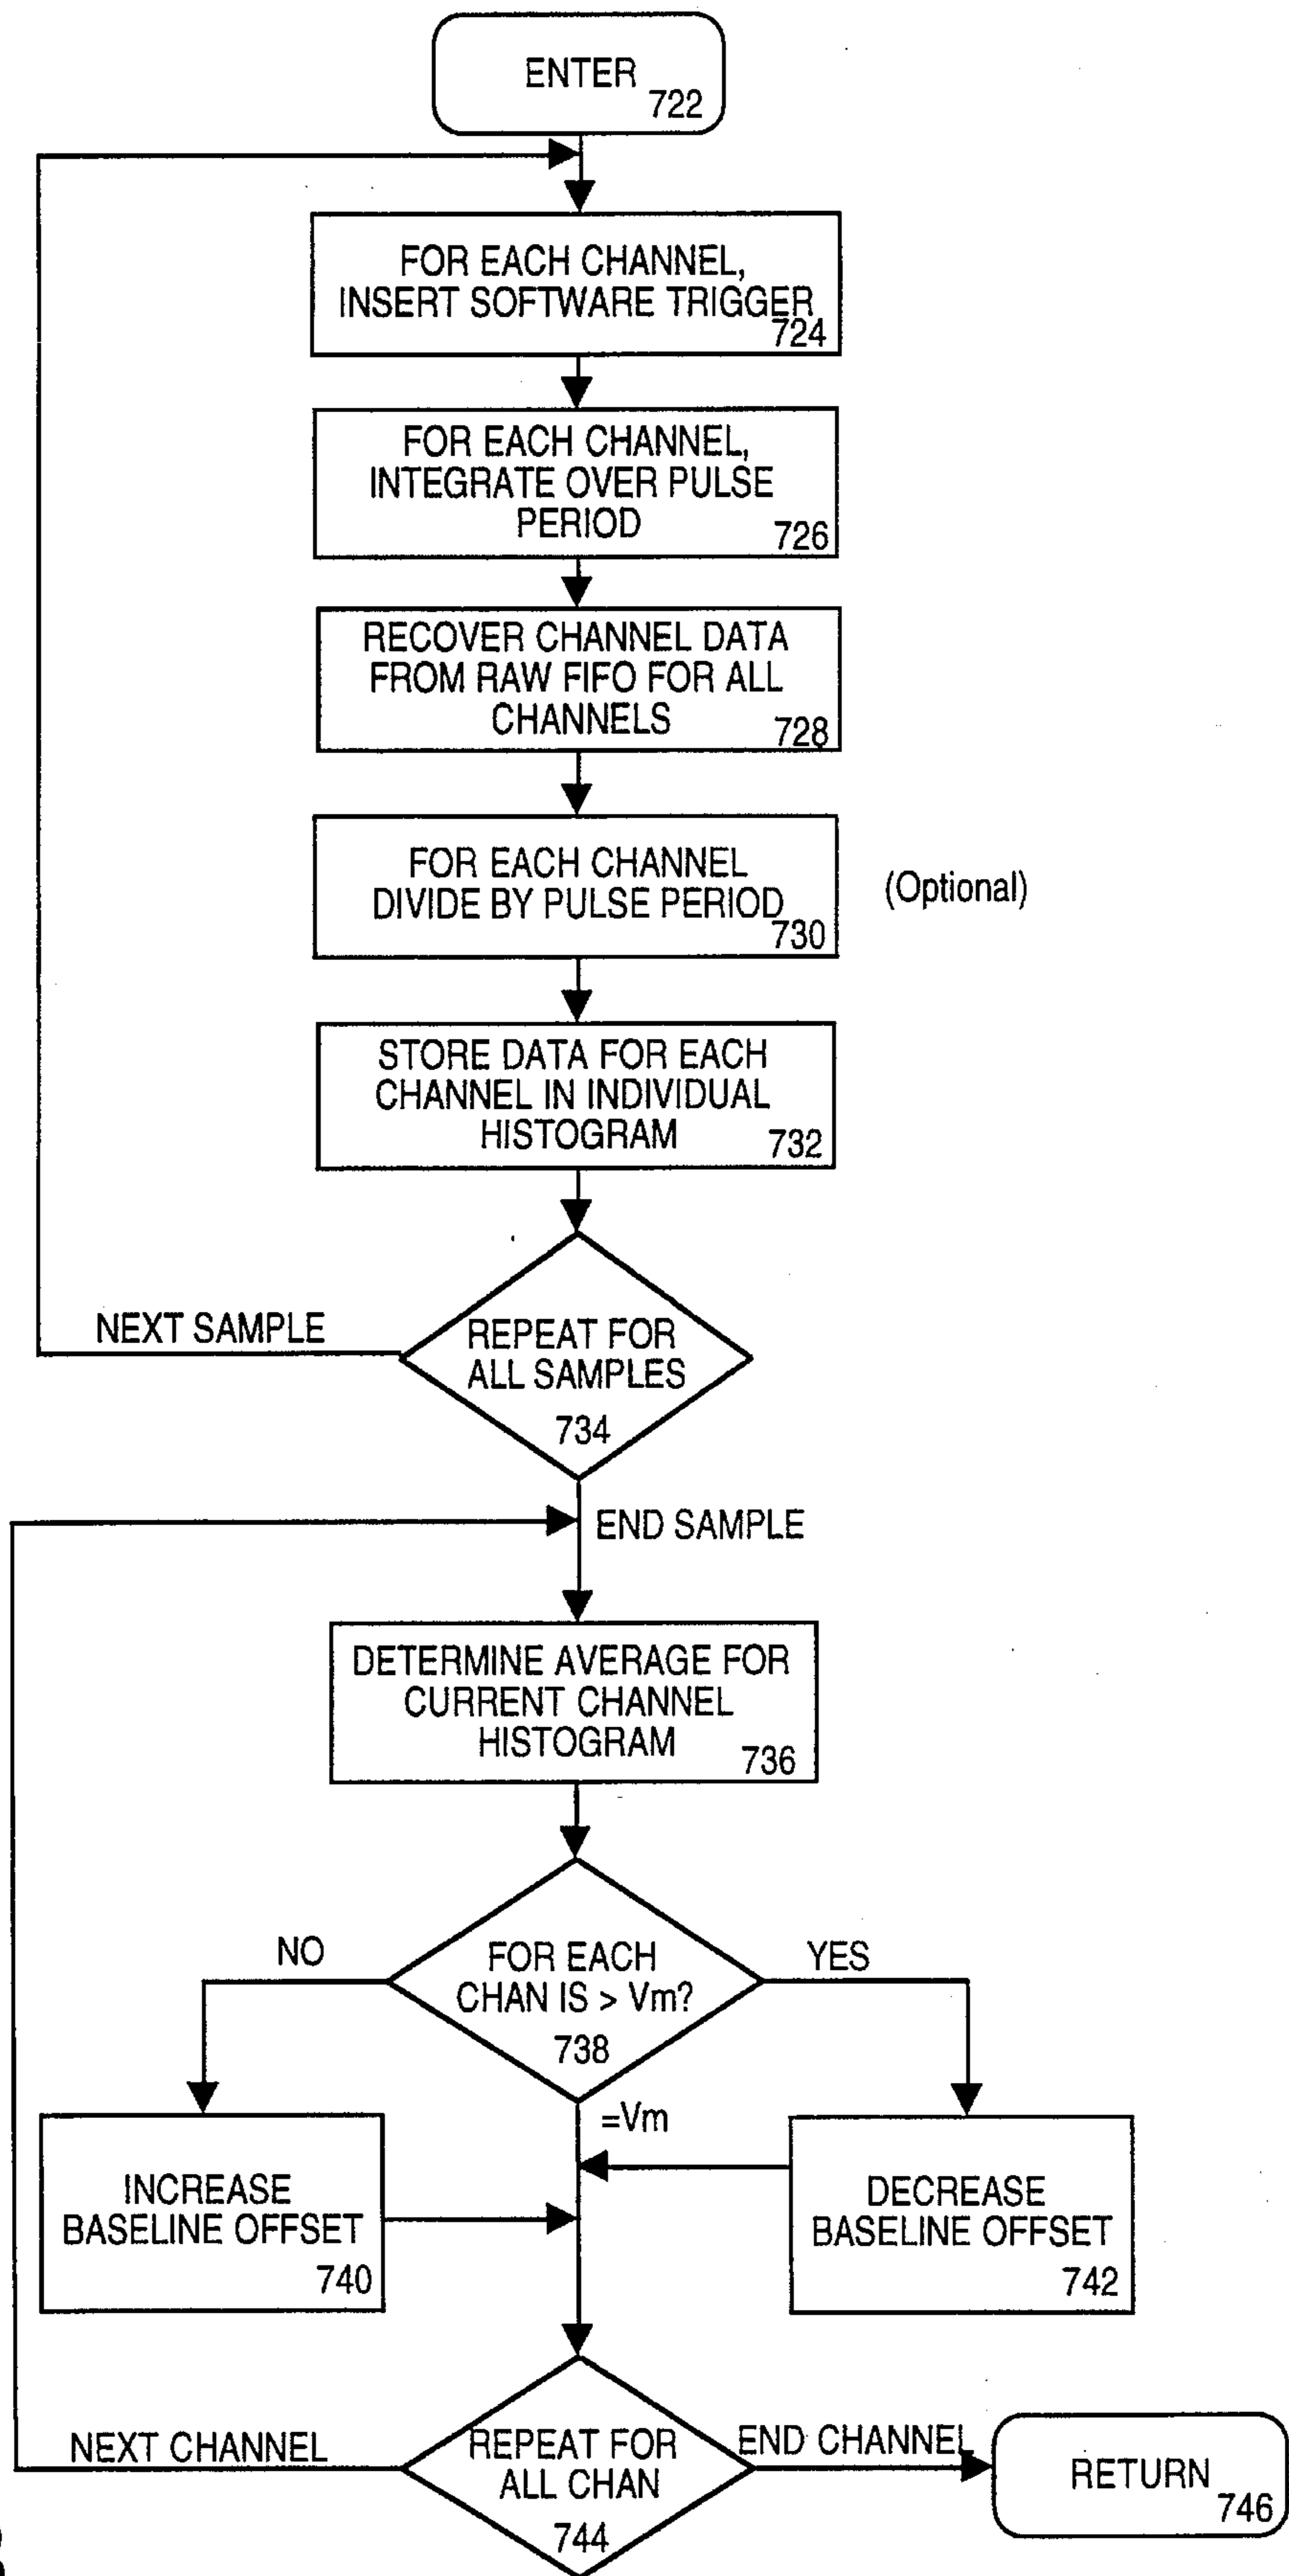 ENTER
722
FOR EACH CHANNEL,
INSERT SOFTWARE TRIGGER
724
FOR EACH CHANNEL,
INTEGRATE OVER PULSE
PERIOD
726
RECOVER CHANNEL DATA
FROM RAW FIFO FOR ALL
CHANNELS
728
FOR EACH CHANNEL
DIVIDE BY PULSE PERIOD
730
(Optional)
STORE DATA FOR EACH
CHANNEL IN INDIVIDUAL
HISTOGRAM
732
NEXT SAMPLE
REPEAT FOR
ALL SAMPLES
734
END SAMPLE
DETERMINE AVERAGE FOR
CURRENT CHANNEL
HISTOGRAM
736
NO
FOR EACH
CHAN IS > Vm?
738
YES
=Vm
INCREASE
BASELINE OFFSET
740
DECREASE
BASELINE OFFSET
742
NEXT CHANNEL
REPEAT FOR
ALL CHAN
744
END CHANNEL
RETURN
746